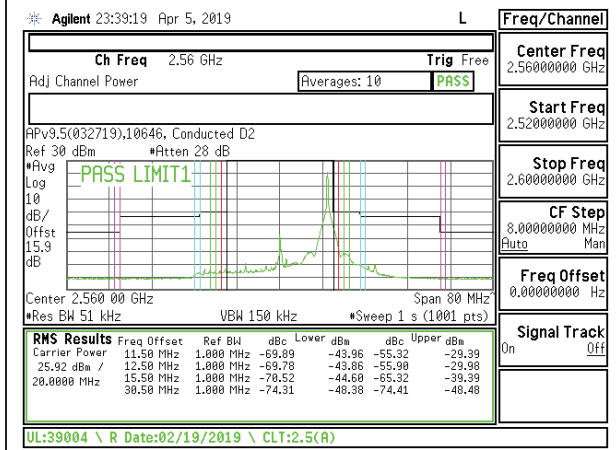 Agilent 23:39:19 Apr 5, 2019 L
Freq/Channel
Ch Freq 2.56 GHz Trig Free
Adj Channel Power Averages: 10 PASS
APv9.5(032719),10646, Conducted D2
Ref 30 dBm #Atten 28 dB
#Avg
Log
10
dB/
Offst
15.9
dB
PASS LIMIT1
Center 2.560 00 GHz Span 80 MHz^
#Res BW 51 kHz VBW 150 kHz #Sweep 1 s (1001 pts)
RMS Results Freq Offset Ref BW dBc Lower dBm dBc Upper dBm
Carrier Power 11.50 MHz 1.000 MHz -69.89 -43.96 -55.32 -29.39
25.92 dBm / 12.50 MHz 1.000 MHz -69.78 -43.86 -55.90 -29.98
20.0000 MHz 15.50 MHz 1.000 MHz -70.52 -44.60 -65.32 -39.39
30.50 MHz 1.000 MHz -74.31 -48.38 -74.41 -48.48
UL:39004 \ R Date:02/19/2019 \ CLT:2.5(A)
Center Freq
2.56000000 GHz
Start Freq
2.52000000 GHz
Stop Freq
2.60000000 GHz
CF Step
8.00000000 MHz
Auto Man
Freq Offset
0.00000000 Hz
Signal Track
On Off